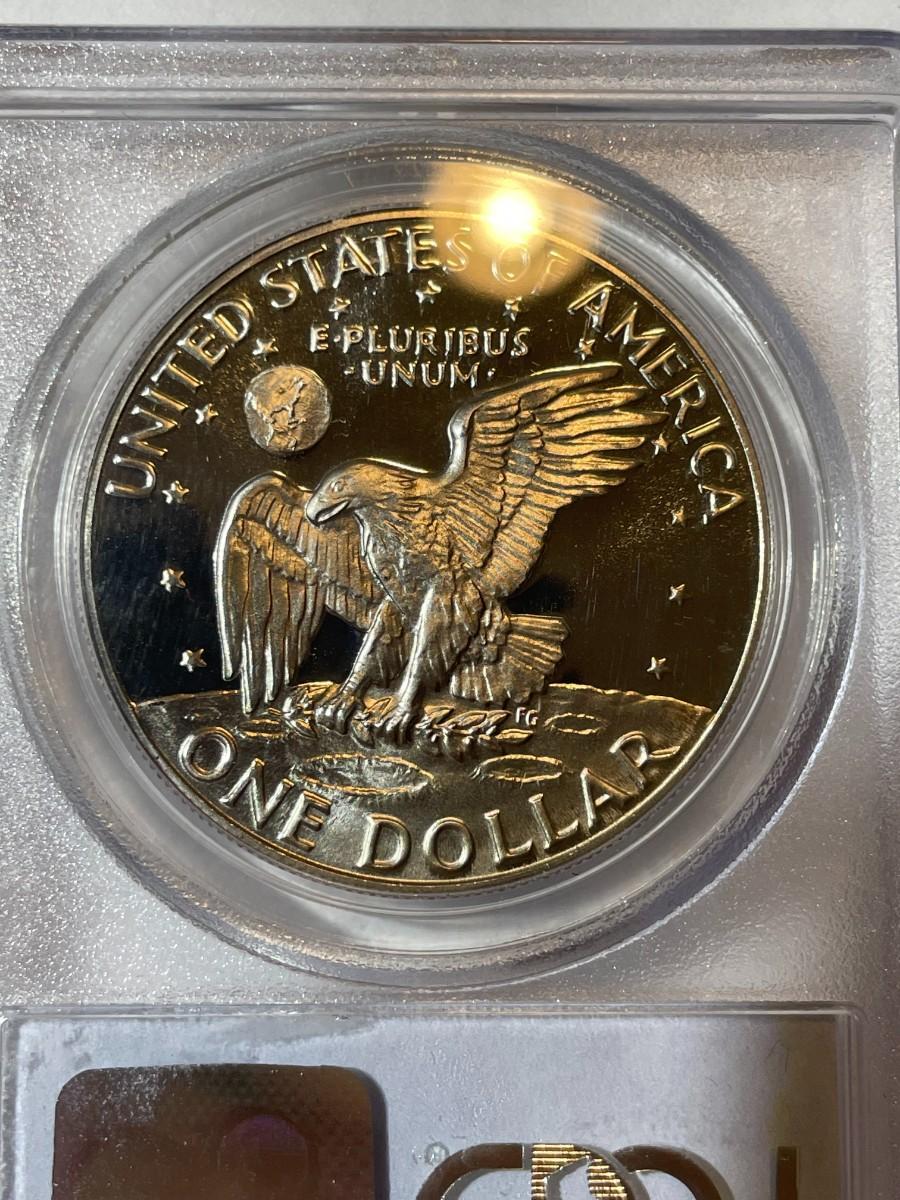 UNITED STATES OF AMERICA
E·PLURIBUS
·UNUM·
FG
ONE DOLLAR